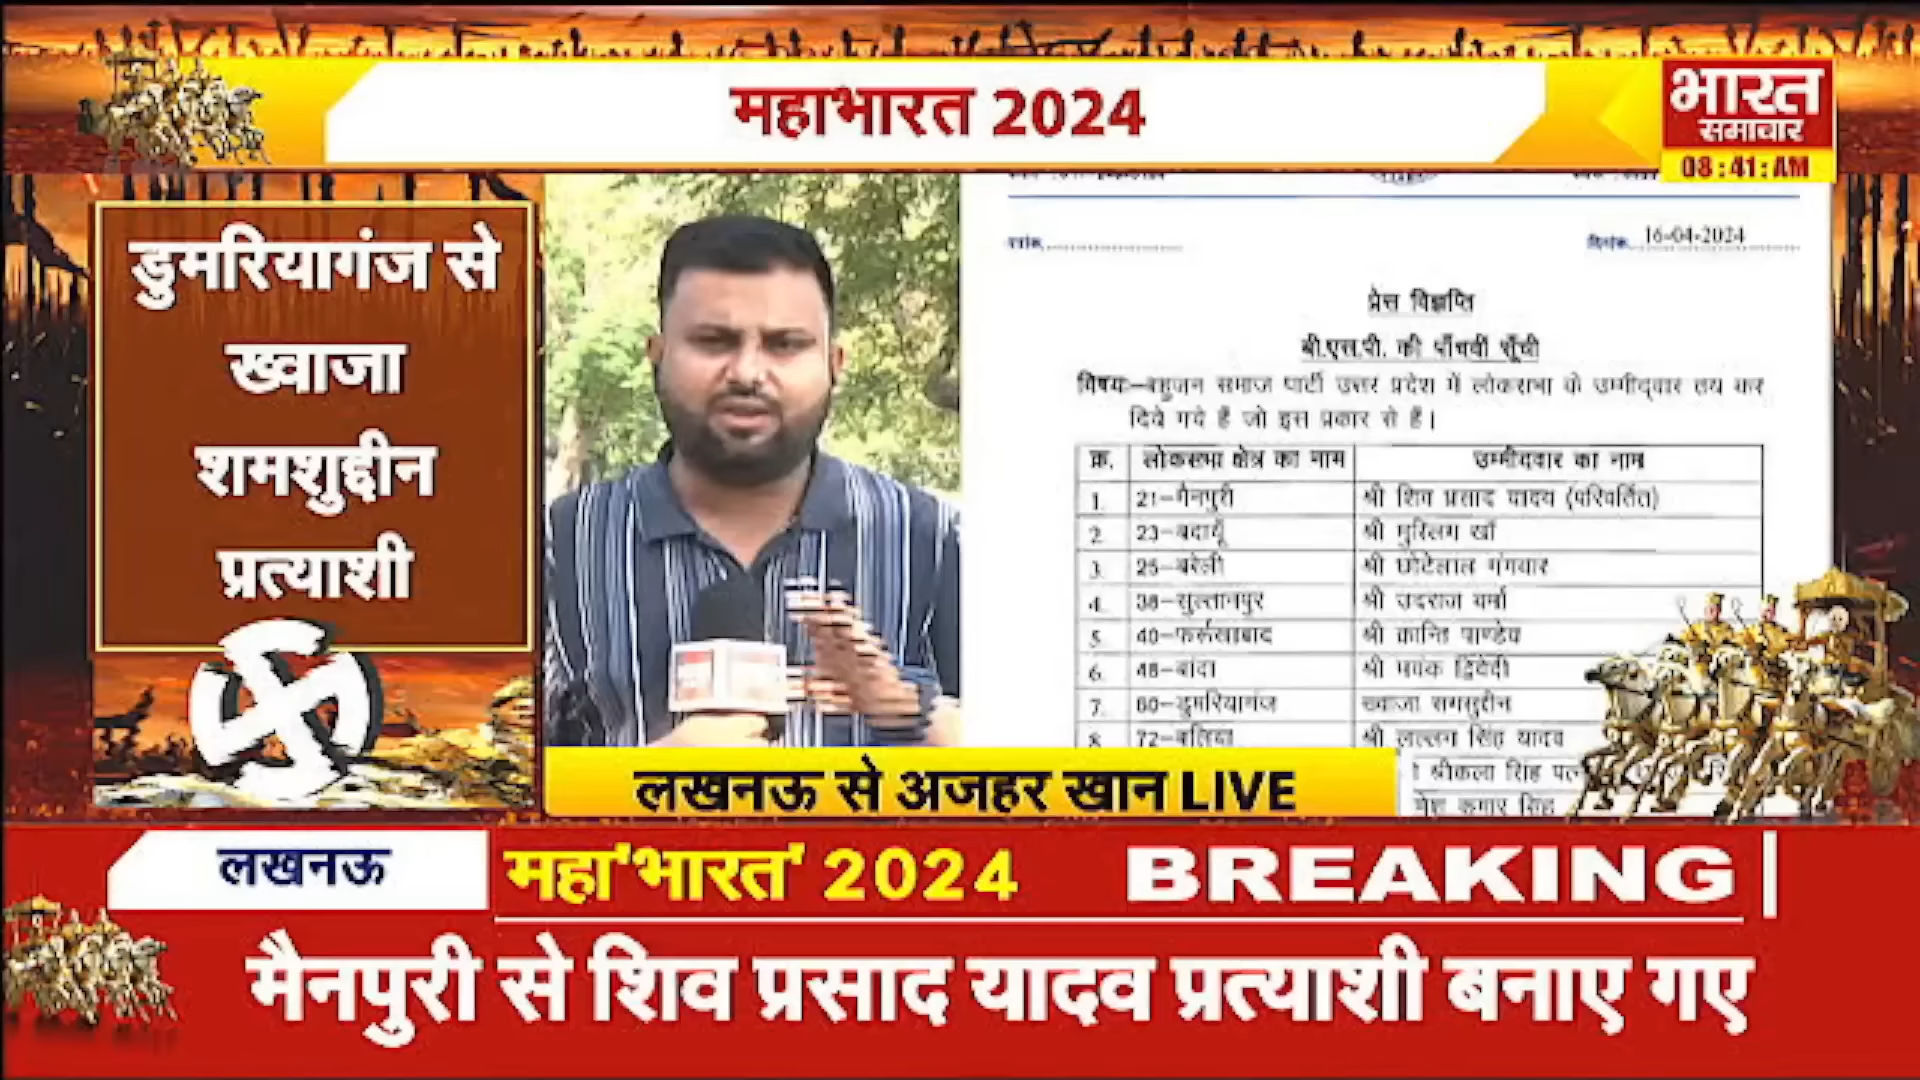 महाभारत 2024
भारत
समाचार
08:41:AM
डुमरियागंज से
ख्वाजा
शमशुद्दीन
प्रत्याशी
दिनांक 16-04-2024
प्रेस विज्ञप्ति
बी.एस.पी. की पाँचवीं सूची
विषयः–बहुजन समाज पार्टी उत्तर प्रदेश में लोकसभा के उम्मीदवार तय कर
दिये गये हैं जो इस प्रकार से हैं।
क्र. लोकसभा क्षेत्र का नाम उम्मीदवार का नाम
1. 21–मैनपुरी श्री शिव प्रसाद यादव (परिवर्तित)
2. 23–बदायूँ श्री मुस्लिम खाँ
3. 25–बरेली श्री छोटेलाल गंगवार
4. 38–सुल्तानपुर श्री उदराज वर्मा
5. 40–फर्रुखाबाद श्री क्रान्ति पाण्डेय
6. 48–बांदा श्री मयंक द्विवेदी
7. 60–डुमरियागंज ख्वाजा समसुद्दीन
8. 72–बलिया श्री लल्लन सिंह यादव
श्रीकला सिंह
कुमार सिंह
लखनऊ से अजहर खान LIVE
लखनऊ
महा'भारत' 2024
BREAKING
मैनपुरी से शिव प्रसाद यादव प्रत्याशी बनाए गए